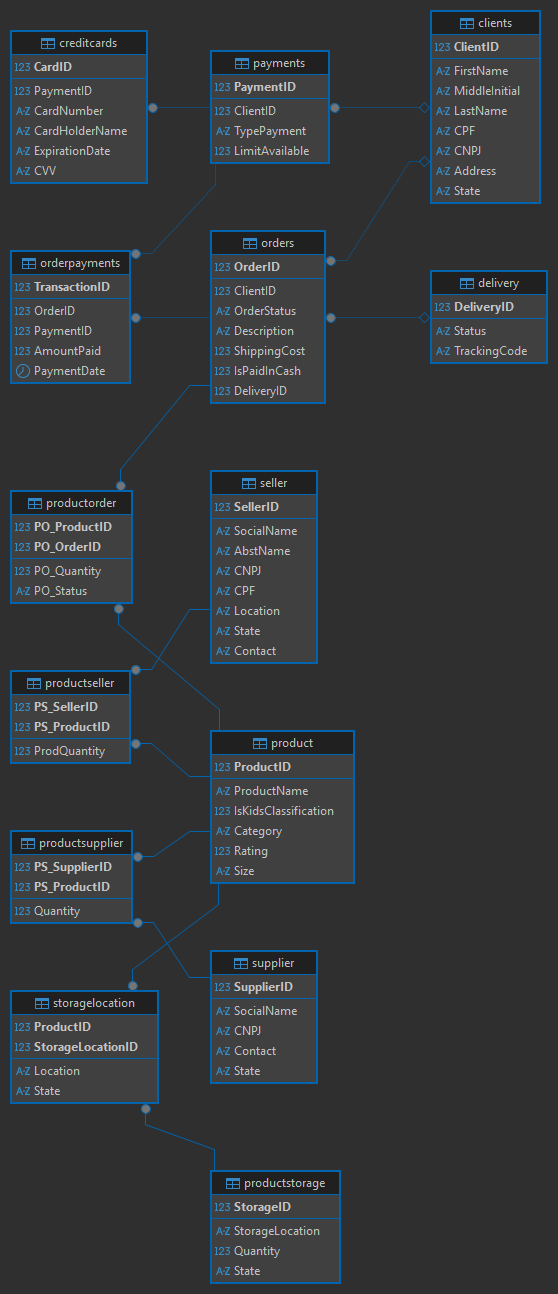 creditcards
123 CardID
123 PaymentID
A-Z CardNumber
A-Z CardHolderName
A-Z ExpirationDate
A-Z CVV
payments
123 PaymentID
123 ClientID
A-Z TypePayment
123 LimitAvailable
clients
123 ClientID
A-Z FirstName
A-Z MiddleInitial
A-Z LastName
A-Z CPF
A-Z CNPJ
A-Z Address
A-Z State
orderpayments
123 TransactionID
123 OrderID
123 PaymentID
123 AmountPaid
PaymentDate
orders
123 OrderID
123 ClientID
A-Z OrderStatus
A-Z Description
123 ShippingCost
123 IsPaidInCash
123 DeliveryID
delivery
123 DeliveryID
A-Z Status
A-Z TrackingCode
productorder
123 PO_ProductID
123 PO_OrderID
123 PO_Quantity
A-Z PO_Status
seller
123 SellerID
A-Z SocialName
A-Z AbstName
A-Z CNPJ
A-Z CPF
A-Z Location
A-Z State
A-Z Contact
productseller
123 PS_SellerID
123 PS_ProductID
123 ProdQuantity
product
123 ProductID
A-Z ProductName
123 IsKidsClassification
A-Z Category
123 Rating
A-Z Size
productsupplier
123 PS_SupplierID
123 PS_ProductID
123 Quantity
supplier
123 SupplierID
A-Z SocialName
A-Z CNPJ
A-Z Contact
A-Z State
storagelocation
123 ProductID
123 StorageLocationID
A-Z Location
A-Z State
productstorage
123 StorageID
A-Z StorageLocation
123 Quantity
A-Z State